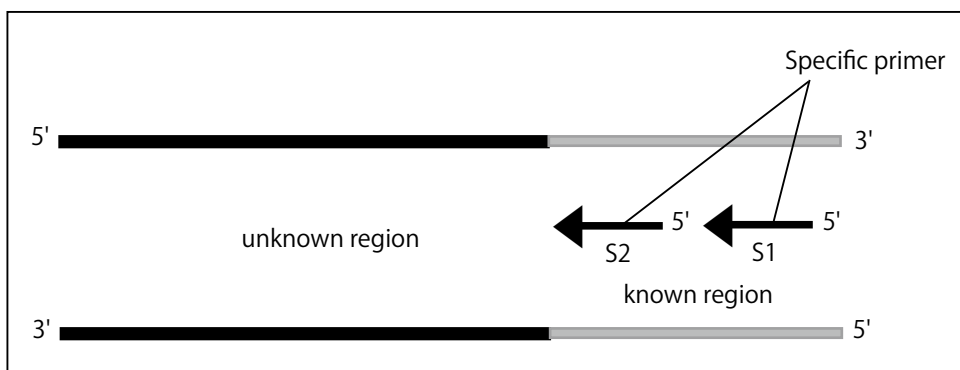 Specific primer
5'
3'
5'
5'
S2
S1
unknown region
known region
3'
5'